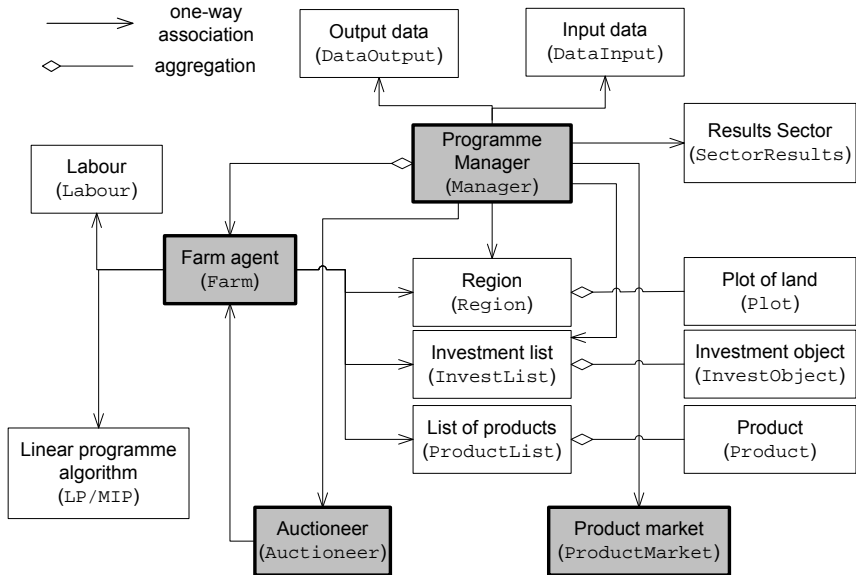 one-way
association
aggregation
Output data
(DataOutput)
Input data
(DataInput)
Programme
Manager
(Manager)
Results Sector
(SectorResults)
Labour
(Labour)
Farm agent
(Farm)
Region
(Region)
Plot of land
(Plot)
Investment list
(InvestList)
Investment object
(InvestObject)
List of products
(ProductList)
Product
(Product)
Linear programme
algorithm
(LP/MIP)
Auctioneer
(Auctioneer)
Product market
(ProductMarket)